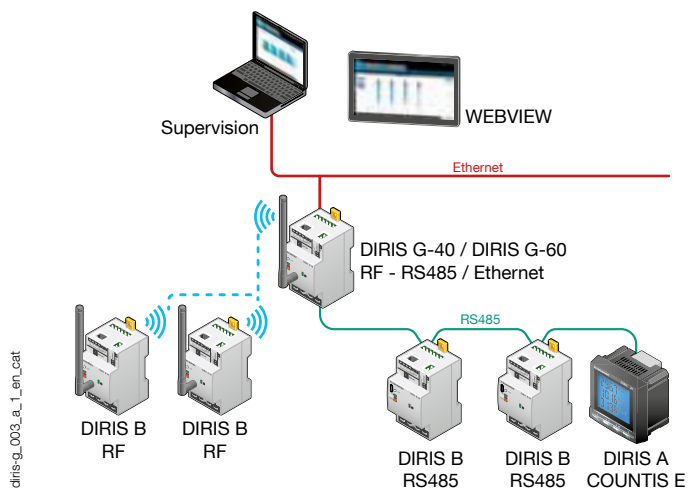 Supervision
WEBVIEW
Ethernet
DIRIS G-40 / DIRIS G-60
RF - RS485 / Ethernet
RS485
DIRIS B
RF
DIRIS B
RF
DIRIS B
RS485
DIRIS B
RS485
DIRIS A
COUNTIS E
diris-g_003_a_1_en_cat